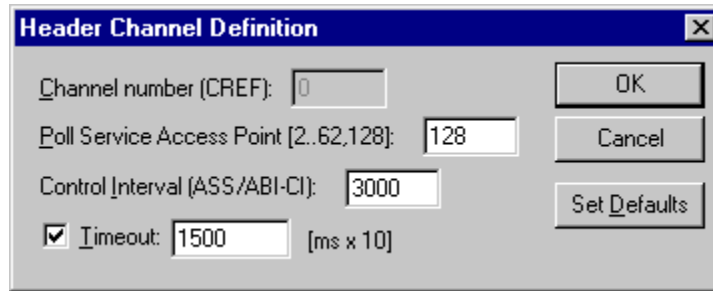 Header Channel Definition
Channel number (CREF): 0
OK
Poll Service Access Point [2..62,128]: 128
Cancel
Control Interval (ASS/ABI-CI): 3000
Set Defaults
Timeout: 1500 [ms x 10]